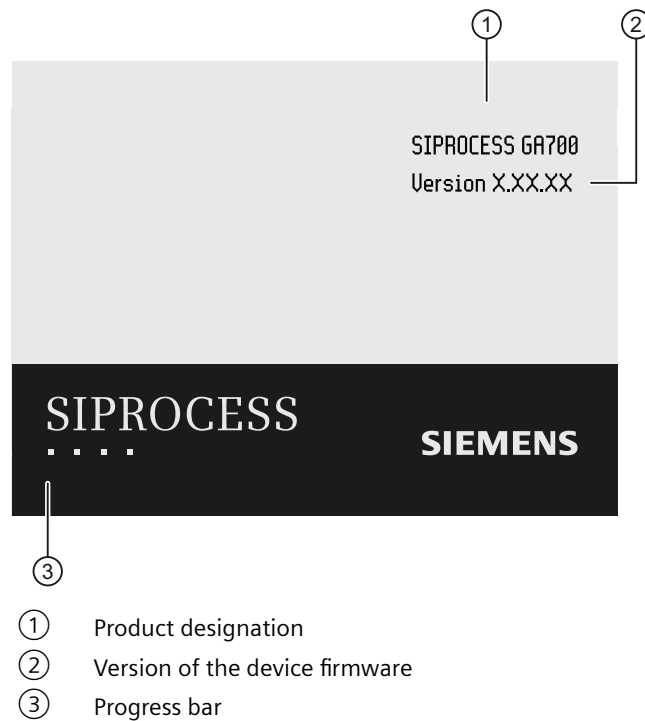 ① ②
SIPROCESS GA700
Version X.XX.XX
SIPROCESS
SIEMENS
③
① Product designation
② Version of the device firmware
③ Progress bar